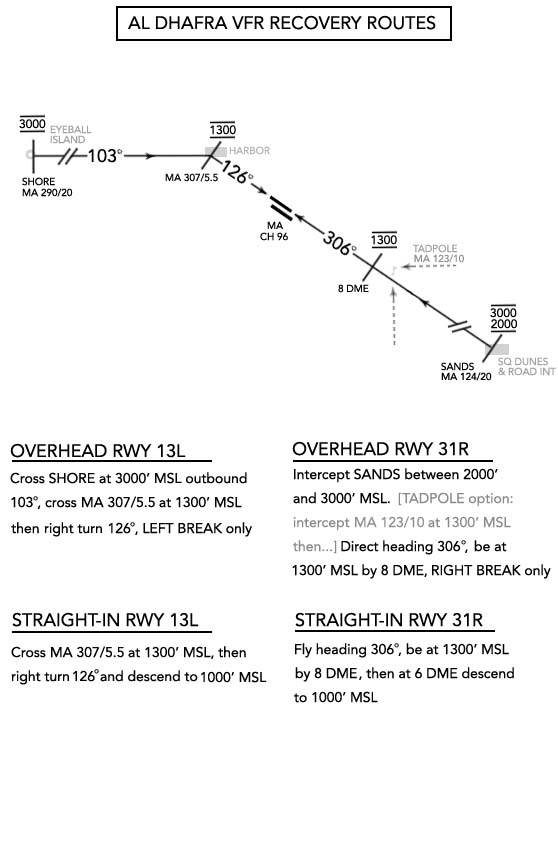 AL DHAFRA VFR RECOVERY ROUTES
3000
EYEBALL
ISLAND
103°
SHORE
MA 290/20
1300
HARBOR
MA 307/5.5
126°
MA
CH 96
306°
1300
TADPOLE
MA 123/10
8 DME
3000
2000
SANDS
MA 124/20
SQ DUNES
& ROAD INT
OVERHEAD RWY 13L
Cross SHORE at 3000' MSL outbound
103°, cross MA 307/5.5 at 1300' MSL
then right turn 126°, LEFT BREAK only
OVERHEAD RWY 31R
Intercept SANDS between 2000'
and 3000' MSL. [TADPOLE option:
intercept MA 123/10 at 1300' MSL
then...] Direct heading 306°, be at
1300' MSL by 8 DME, RIGHT BREAK only
STRAIGHT-IN RWY 13L
Cross MA 307/5.5 at 1300' MSL, then
right turn 126° and descend to 1000' MSL
STRAIGHT-IN RWY 31R
Fly heading 306°, be at 1300' MSL
by 8 DME, then at 6 DME descend
to 1000' MSL